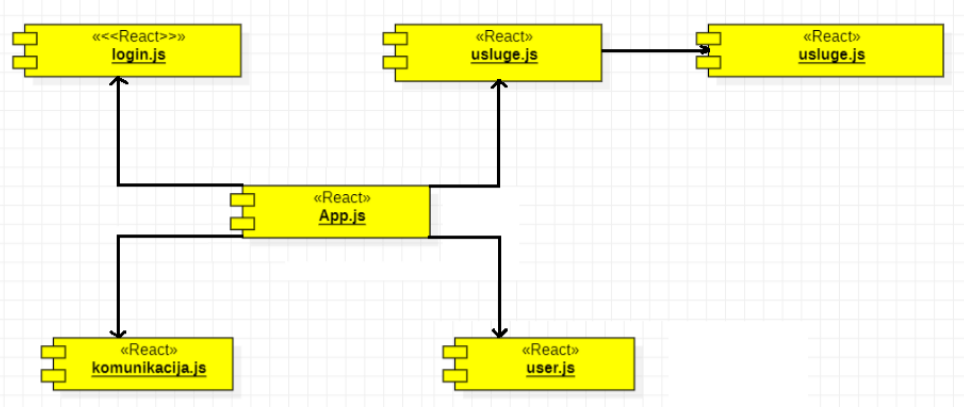 «<<React>>»
login.js
«React»
usluge.js
«React»
usluge.js
«React»
App.js
«React»
komunikacija.js
«React»
user.js